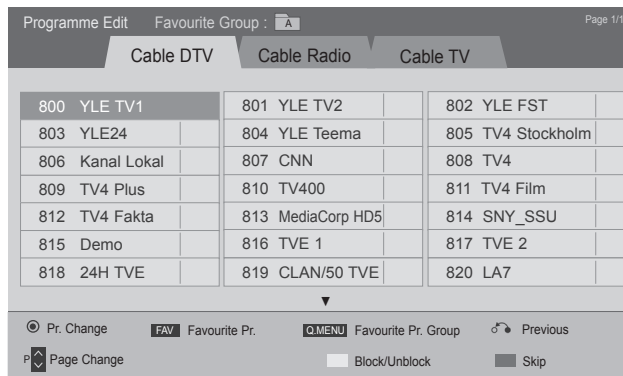 Programme Edit Favourite Group : A Page 1/1
Cable DTV Cable Radio Cable TV
800 YLE TV1 801 YLE TV2 802 YLE FST
803 YLE24 804 YLE Teema 805 TV4 Stockholm
806 Kanal Lokal 807 CNN 808 TV4
809 TV4 Plus 810 TV400 811 TV4 Film
812 TV4 Fakta 813 MediaCorp HD5 814 SNY_SSU
815 Demo 816 TVE 1 817 TVE 2
818 24H TVE 819 CLAN/50 TVE 820 LA7
Pr. Change FAV Favourite Pr. Q.MENU Favourite Pr. Group Previous
P Page Change Block/Unblock Skip